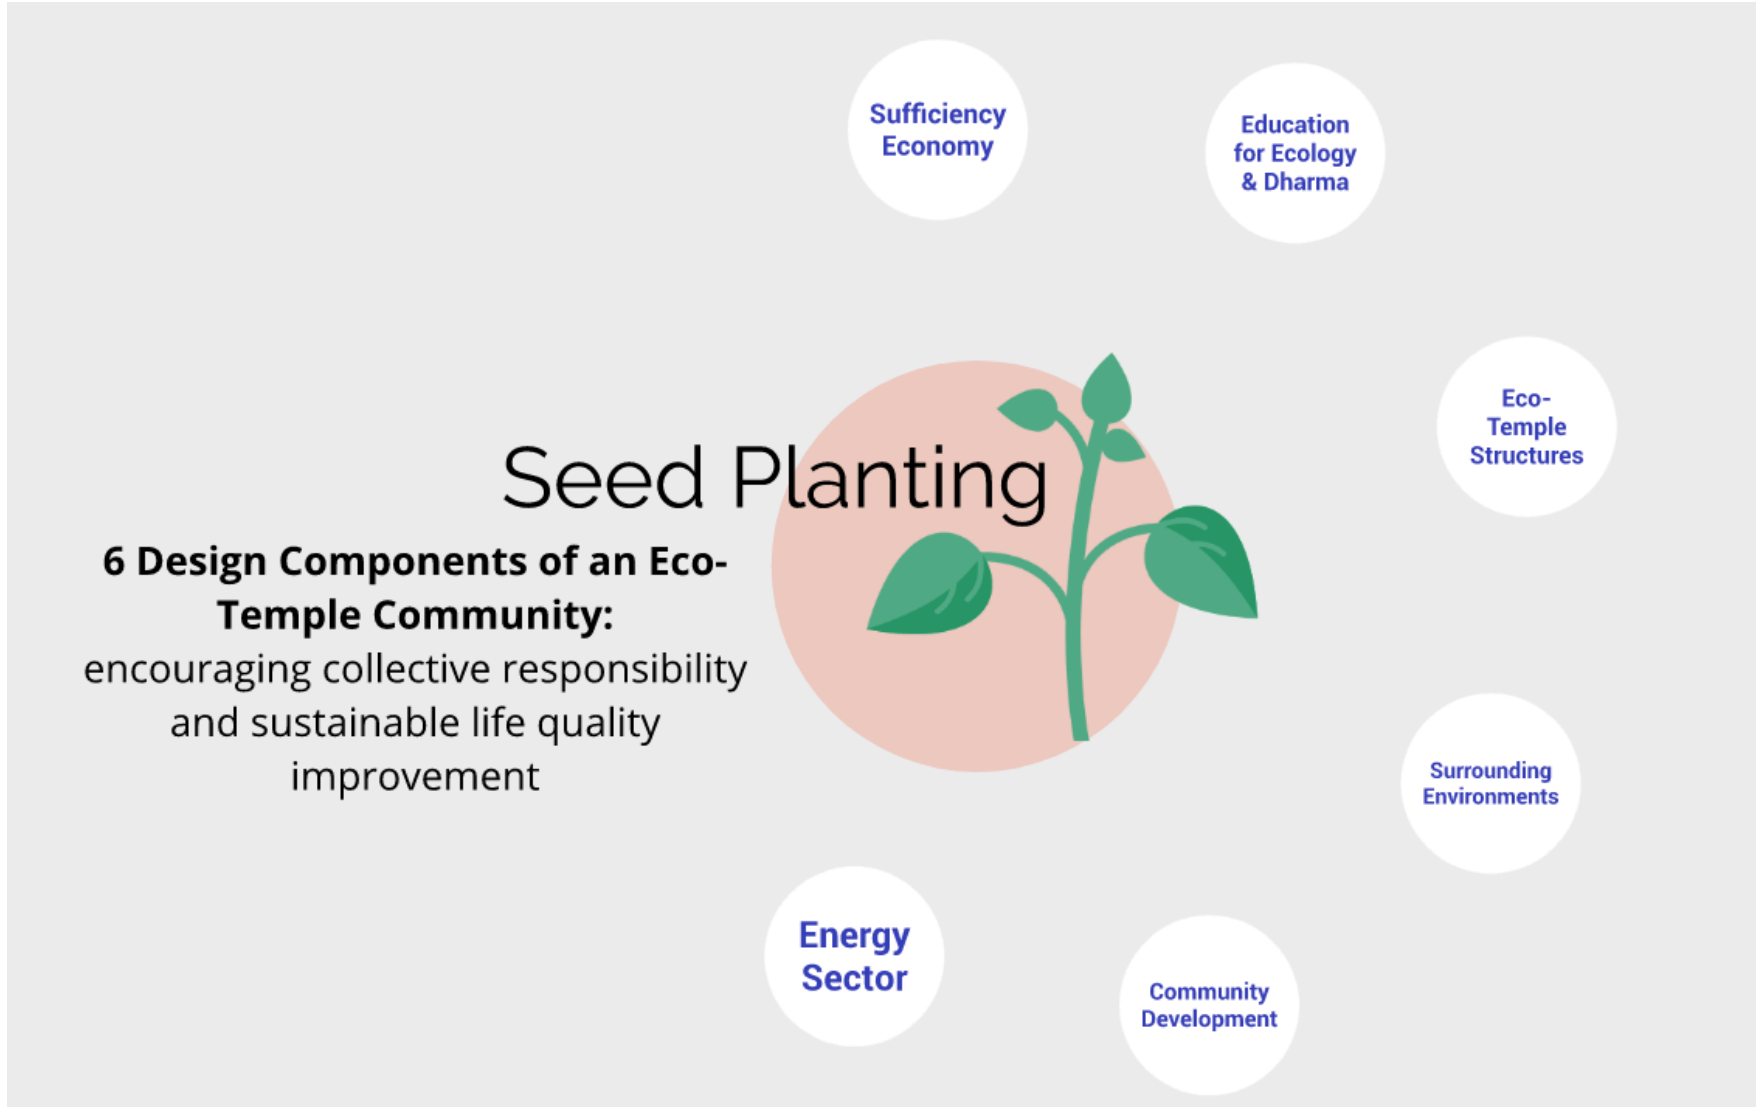 Seed Planting
6 Design Components of an Eco-
Temple Community:
encouraging collective responsibility
and sustainable life quality
improvement
Sufficiency
Economy
Education
for Ecology
& Dharma
Eco-
Temple
Structures
Surrounding
Environments
Community
Development
Energy
Sector